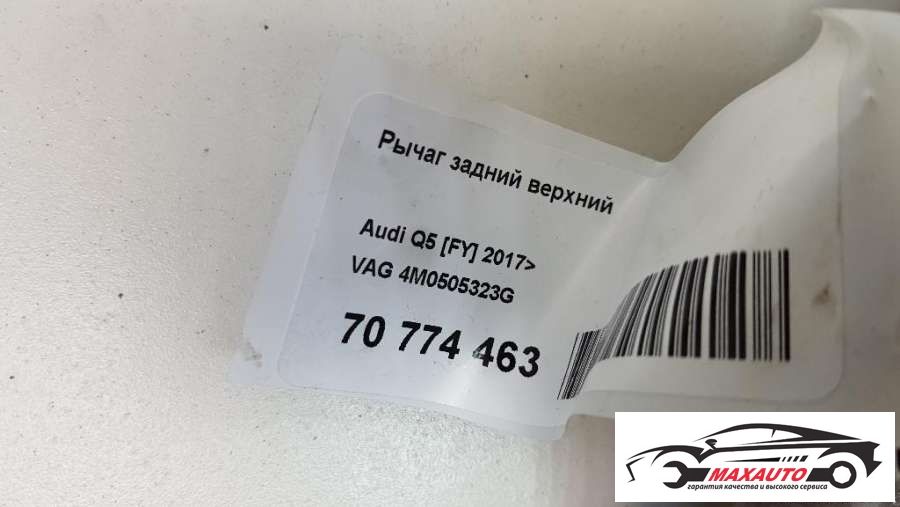 Рычаг задний верхний
Audi Q5 [FY] 2017>
VAG 4M0505323G
70 774 463
MAXAUTO
гарантия качества и высокого сервиса